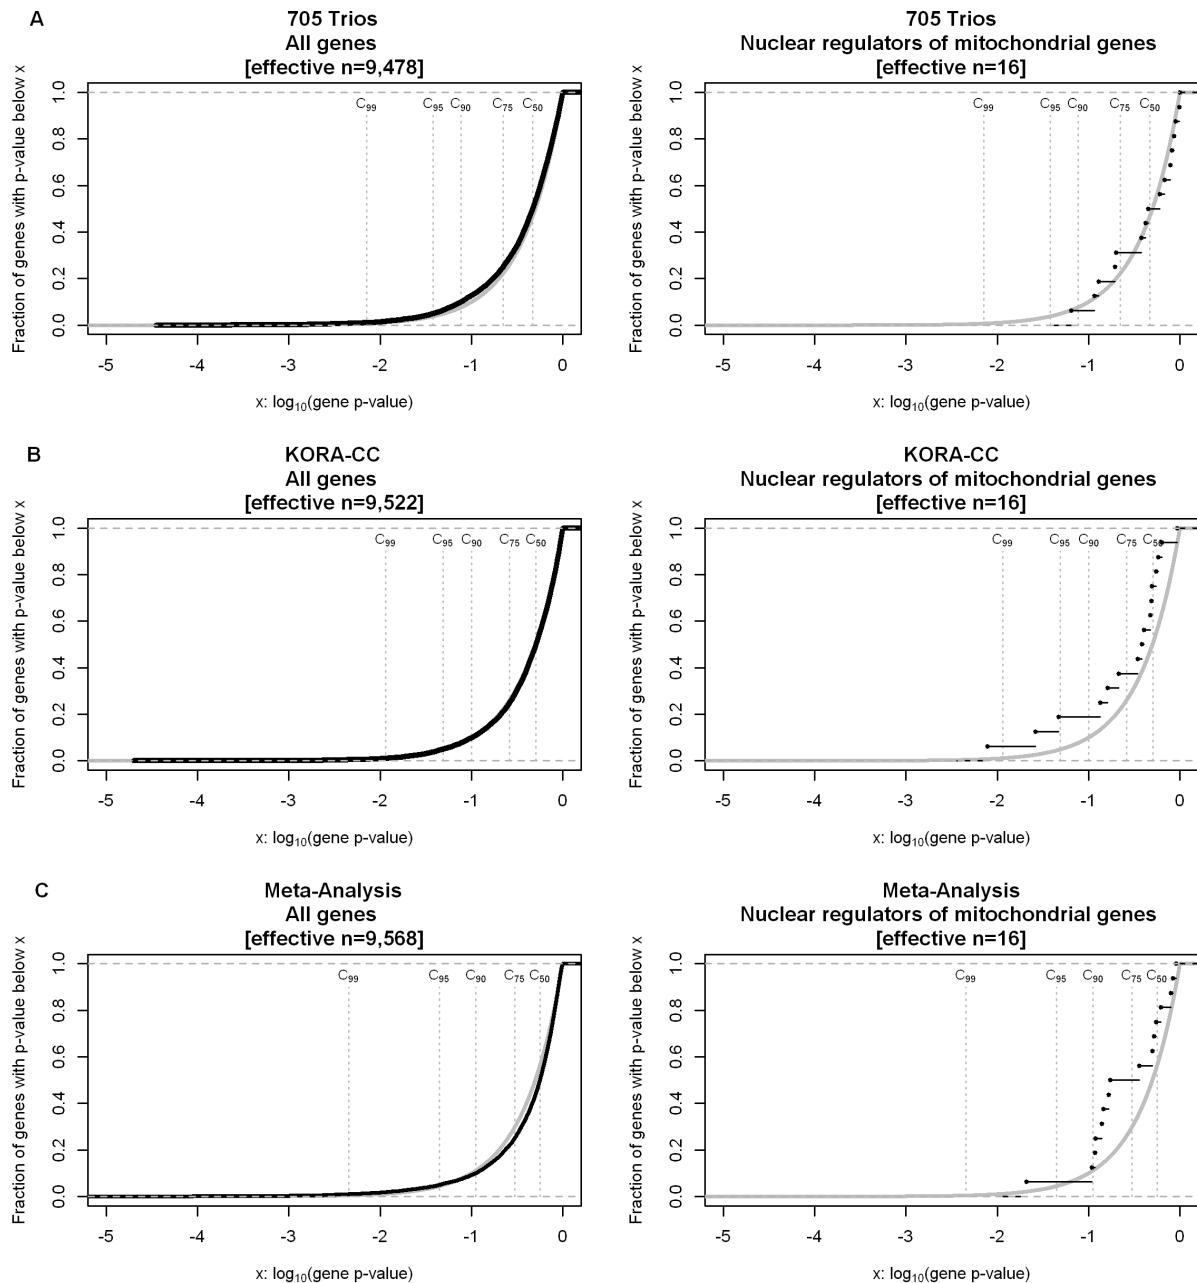 A
705 Trios
All genes
[effective n=9,478]
Fraction of genes with p-value below x
1.0
0.8
0.6
0.4
0.2
0.0
C99 C95 C90 C75 C50
-5 -4 -3 -2 -1 0
x: log10(gene p-value)
705 Trios
Nuclear regulators of mitochondrial genes
[effective n=16]
Fraction of genes with p-value below x
1.0
0.8
0.6
0.4
0.2
0.0
C99 C95 C90 C75 C50
-5 -4 -3 -2 -1 0
x: log10(gene p-value)
B
KORA-CC
All genes
[effective n=9,522]
Fraction of genes with p-value below x
1.0
0.8
0.6
0.4
0.2
0.0
C99 C95 C90 C75 C50
-5 -4 -3 -2 -1 0
x: log10(gene p-value)
KORA-CC
Nuclear regulators of mitochondrial genes
[effective n=16]
Fraction of genes with p-value below x
1.0
0.8
0.6
0.4
0.2
0.0
C99 C95 C90 C75 C50
-5 -4 -3 -2 -1 0
x: log10(gene p-value)
C
Meta-Analysis
All genes
[effective n=9,568]
Fraction of genes with p-value below x
1.0
0.8
0.6
0.4
0.2
0.0
C99 C95 C90 C75 C50
-5 -4 -3 -2 -1 0
x: log10(gene p-value)
Meta-Analysis
Nuclear regulators of mitochondrial genes
[effective n=16]
Fraction of genes with p-value below x
1.0
0.8
0.6
0.4
0.2
0.0
C99 C95 C90 C75 C50
-5 -4 -3 -2 -1 0
x: log10(gene p-value)